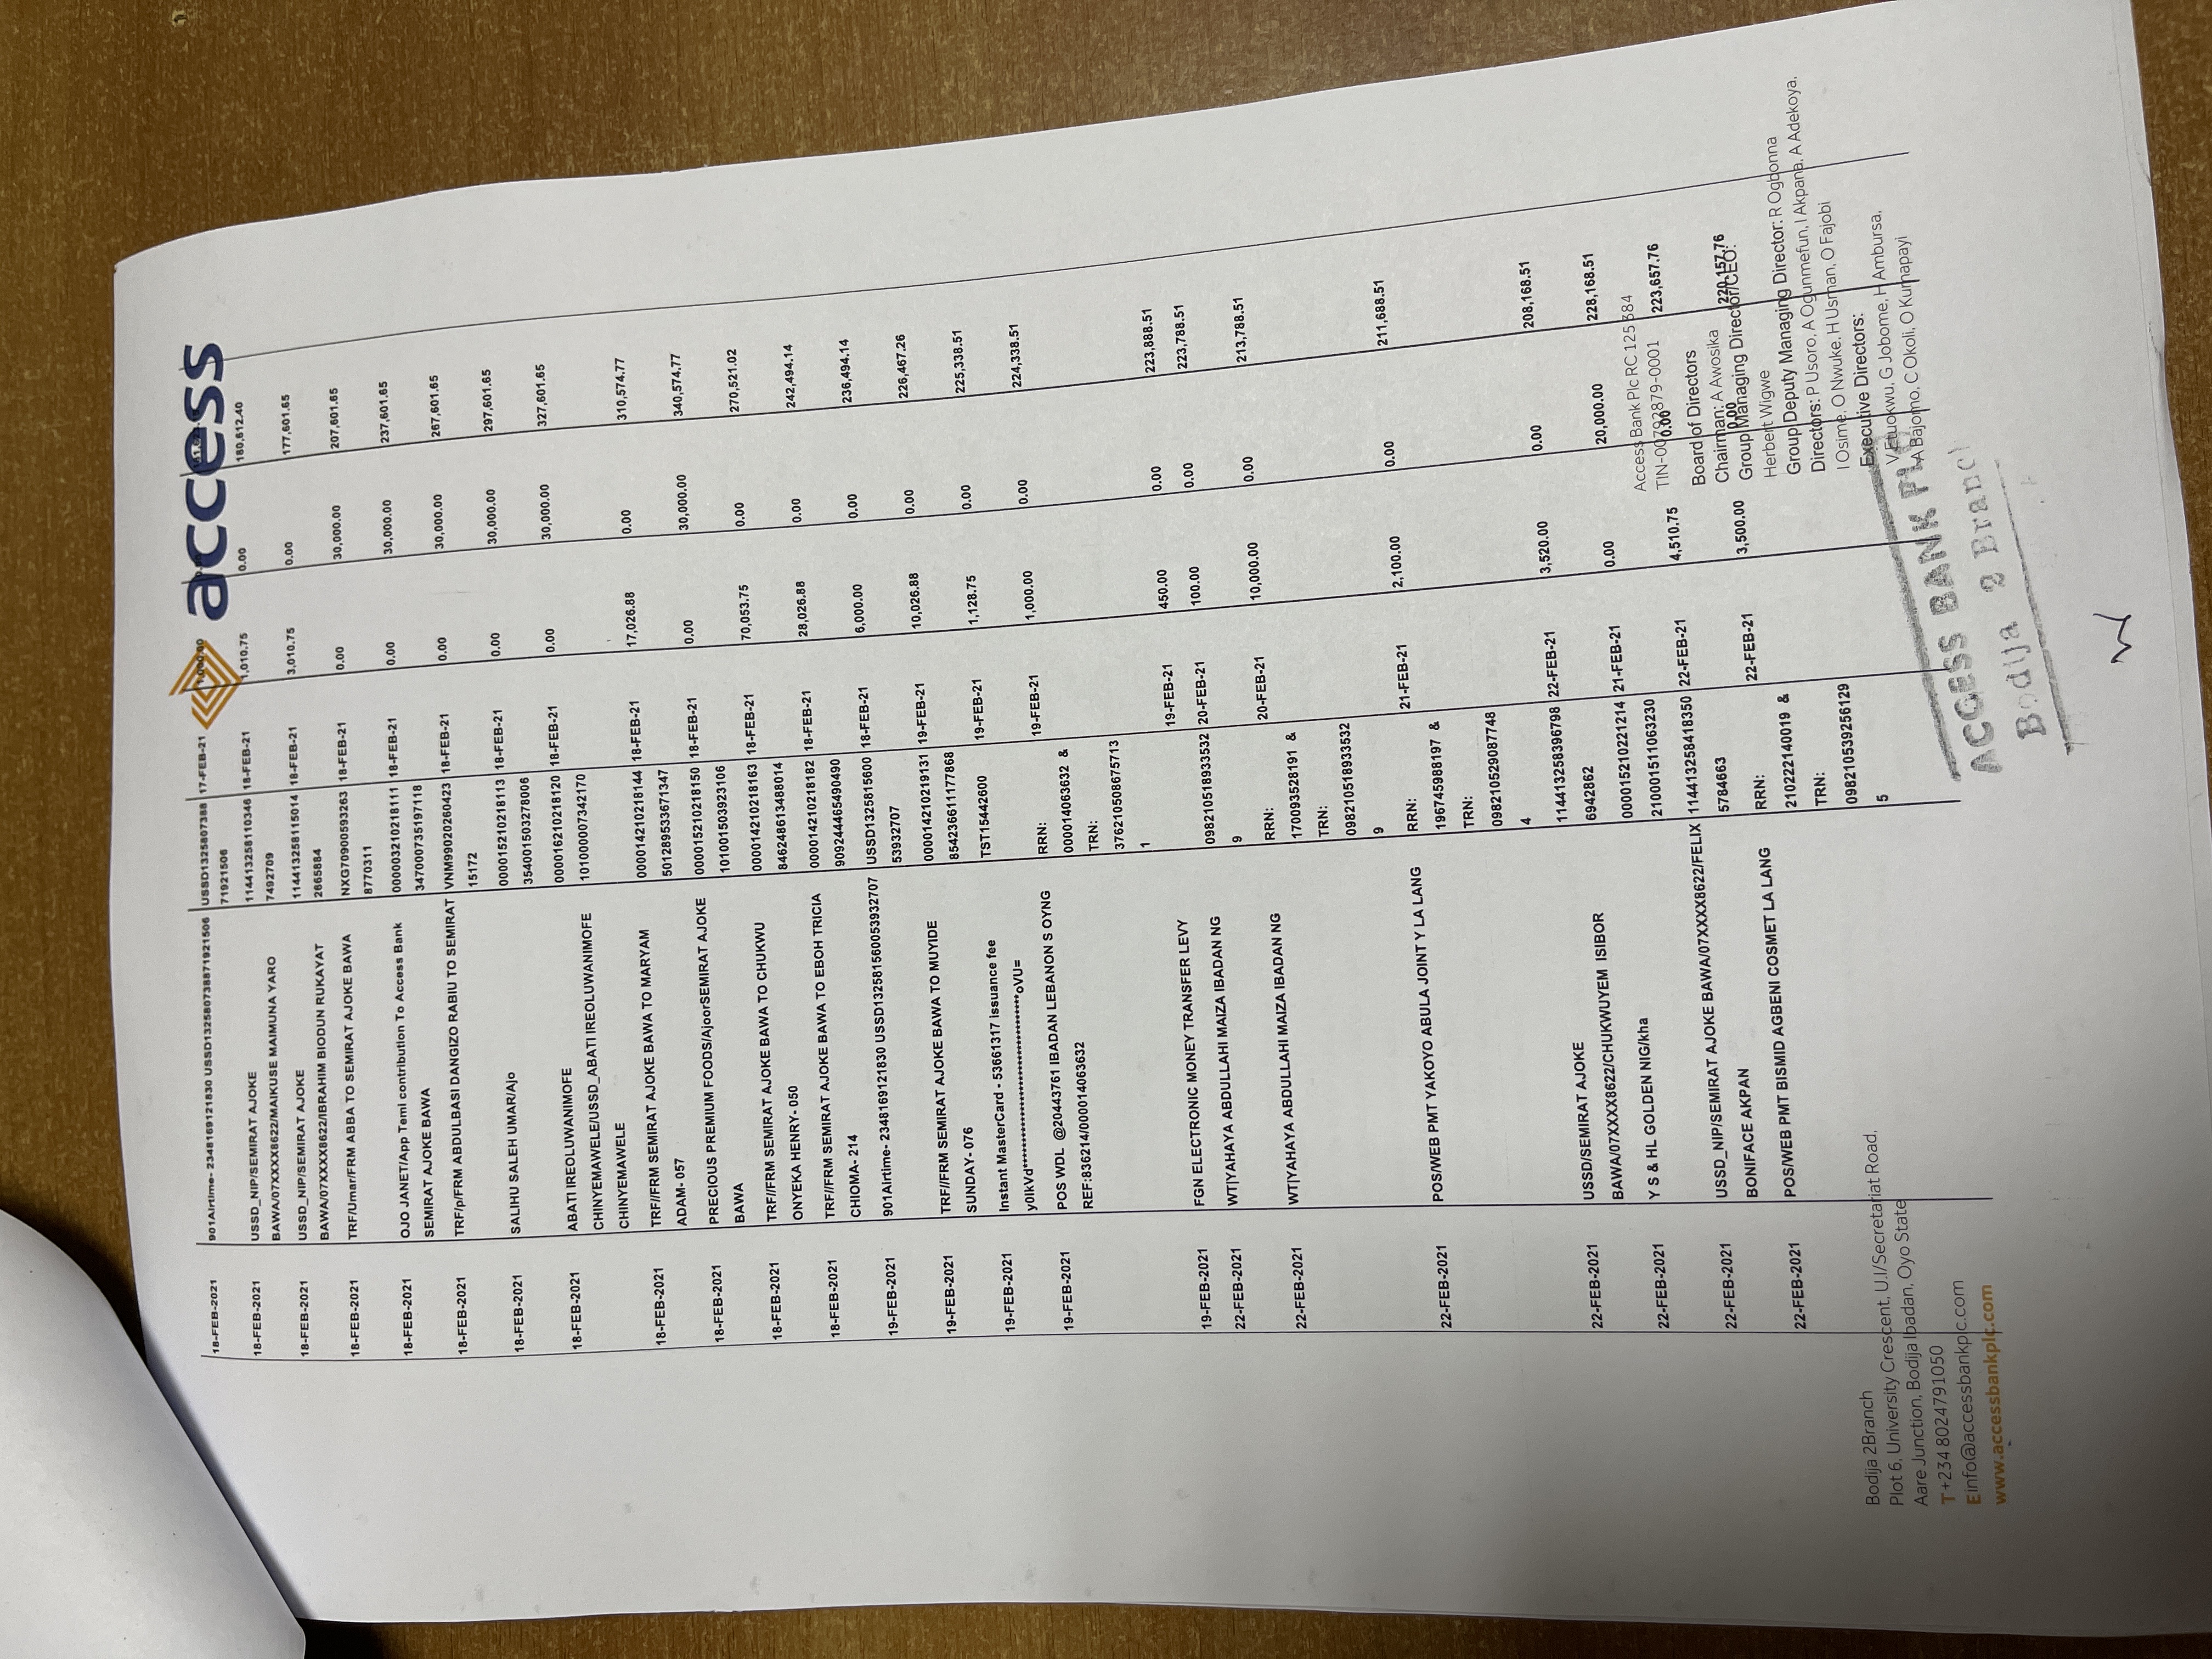 access
18-FEB-2021 901Airtime- 2348169121830 USSD132580738871921506 USSD1325807388 17-FEB-21 1,000.00 0.00
71921506
18-FEB-2021 USSD_NIP/SEMIRAT AJOKE 114413258110346 18-FEB-21 1,010.75 0.00 180,612.40
BAWA/07XXXX8622/MAIKUSE MAIMUNA YARO 7492709
18-FEB-2021 USSD_NIP/SEMIRAT AJOKE 114413258115014 18-FEB-21 3,010.75 0.00 177,601.65
BAWA/07XXXX8622/IBRAHIM BIODUN RUKAYAT 2665884
18-FEB-2021 TRF/Umar/FRM ABBA TO SEMIRAT AJOKE BAWA NXG70900593263 18-FEB-21 0.00 30,000.00 207,601.65
8770311
18-FEB-2021 OJO JANET/App Temi contribution To Access Bank 000003210218111 18-FEB-21 0.00 30,000.00 237,601.65
SEMIRAT AJOKE BAWA 347000735197118
18-FEB-2021 TRF/p/FRM ABDULBASI DANGIZO RABIU TO SEMIRAT VNM99020260423 18-FEB-21 0.00 30,000.00 267,601.65
15172
18-FEB-2021 SALIHU SALEH UMAR/Ajo 000015210218113 18-FEB-21 0.00 30,000.00 297,601.65
354001503278006
18-FEB-2021 ABATI IREOLUWANIMOFE 000016210218120 18-FEB-21 0.00 30,000.00 327,601.65
CHINYEMAWELE/USSD_ABATI IREOLUWANIMOFE 101000007342170
CHINYEMAWELE
18-FEB-2021 TRF//FRM SEMIRAT AJOKE BAWA TO MARYAM 000014210218144 18-FEB-21 17,026.88 0.00 310,574.77
ADAM- 057 501289533671347
18-FEB-2021 PRECIOUS PREMIUM FOODS/AjoorSEMIRAT AJOKE 000015210218150 18-FEB-21 0.00 30,000.00 340,574.77
BAWA 101001503923106
18-FEB-2021 TRF//FRM SEMIRAT AJOKE BAWA TO CHUKWU 000014210218163 18-FEB-21 70,053.75 0.00 270,521.02
ONYEKA HENRY- 050 846248613488014
18-FEB-2021 TRF//FRM SEMIRAT AJOKE BAWA TO EBOH TRICIA 000014210218182 18-FEB-21 28,026.88 0.00 242,494.14
CHIOMA- 214 909244465490490
19-FEB-2021 901Airtime- 2348169121830 USSD132581560053932707 USSD1325815600 18-FEB-21 6,000.00 0.00 236,494.14
53932707
19-FEB-2021 TRF//FRM SEMIRAT AJOKE BAWA TO MUYIDE 000014210219131 19-FEB-21 10,026.88 0.00 226,467.26
SUNDAY- 076 854236611177868
19-FEB-2021 Instant MasterCard - 53661317 issuance fee TST15442600 19-FEB-21 1,128.75 0.00 225,338.51
y0IkVd************************************oVU=
19-FEB-2021 POS WDL @20443761 IBADAN LEBANON S OYNG RRN: 19-FEB-21 1,000.00 0.00 224,338.51
REF:836214/000014063632 000014063632 &
TRN:
376210508675713
1
19-FEB-2021 FGN ELECTRONIC MONEY TRANSFER LEVY 19-FEB-21 450.00 0.00 223,888.51
22-FEB-2021 WT|YAHAYA ABDULLAHI MAIZA IBADAN NG 098210518933532 20-FEB-21 100.00 0.00 223,788.51
9
22-FEB-2021 WT|YAHAYA ABDULLAHI MAIZA IBADAN NG RRN: 20-FEB-21 10,000.00 0.00 213,788.51
170093528191 &
TRN:
098210518933532
9
22-FEB-2021 POS/WEB PMT YAKOYO ABULA JOINT Y LA LANG RRN: 21-FEB-21 2,100.00 0.00 211,688.51
196745988197 &
TRN:
098210529087748
4
22-FEB-2021 USSD/SEMIRAT AJOKE 114413258396798 22-FEB-21 3,520.00 0.00 208,168.51
BAWA/07XXXX8622/CHUKWUYEM ISIBOR 6942862
22-FEB-2021 Y S & HL GOLDEN NIG/kha 000015210221214 21-FEB-21 0.00 20,000.00 228,168.51
210001511063230
22-FEB-2021 USSD_NIP/SEMIRAT AJOKE BAWA/07XXXX8622/FELIX 114413258418350 22-FEB-21 4,510.75 0.00 223,657.76
BONIFACE AKPAN 5784663
22-FEB-2021 POS/WEB PMT BISMID AGBENI COSMET LA LANG RRN: 22-FEB-21 3,500.00 0.00 220,157.76
210222140019 &
TRN:
098210539256129
5
Bodija 2Branch
Plot 6, University Crescent, U.I/Secretariat Road,
Aare Junction, Bodija Ibadan, Oyo State
T+234 8024791050
Einfo@accessbankplc.com
www.accessbankplc.com
Access Bank Plc RC 125 384
TIN-00792879-0001
Board of Directors
Chairman: A Awosika
Group Managing Director/CEO:
Herbert Wigwe
Group Deputy Managing Director: R Ogbonna
Directors: P Usoro, A Ogunmefun, I Akpana, A Adekoya,
I Osime, O Nwuke, H Usman, O Fajobi
Executive Directors:
V Etuokwu, G Jobome, H Ambursa,
A Bajomo, C Okoli, O Kumapayi
ACCESS BANK PLC
Bodija 2 Branch